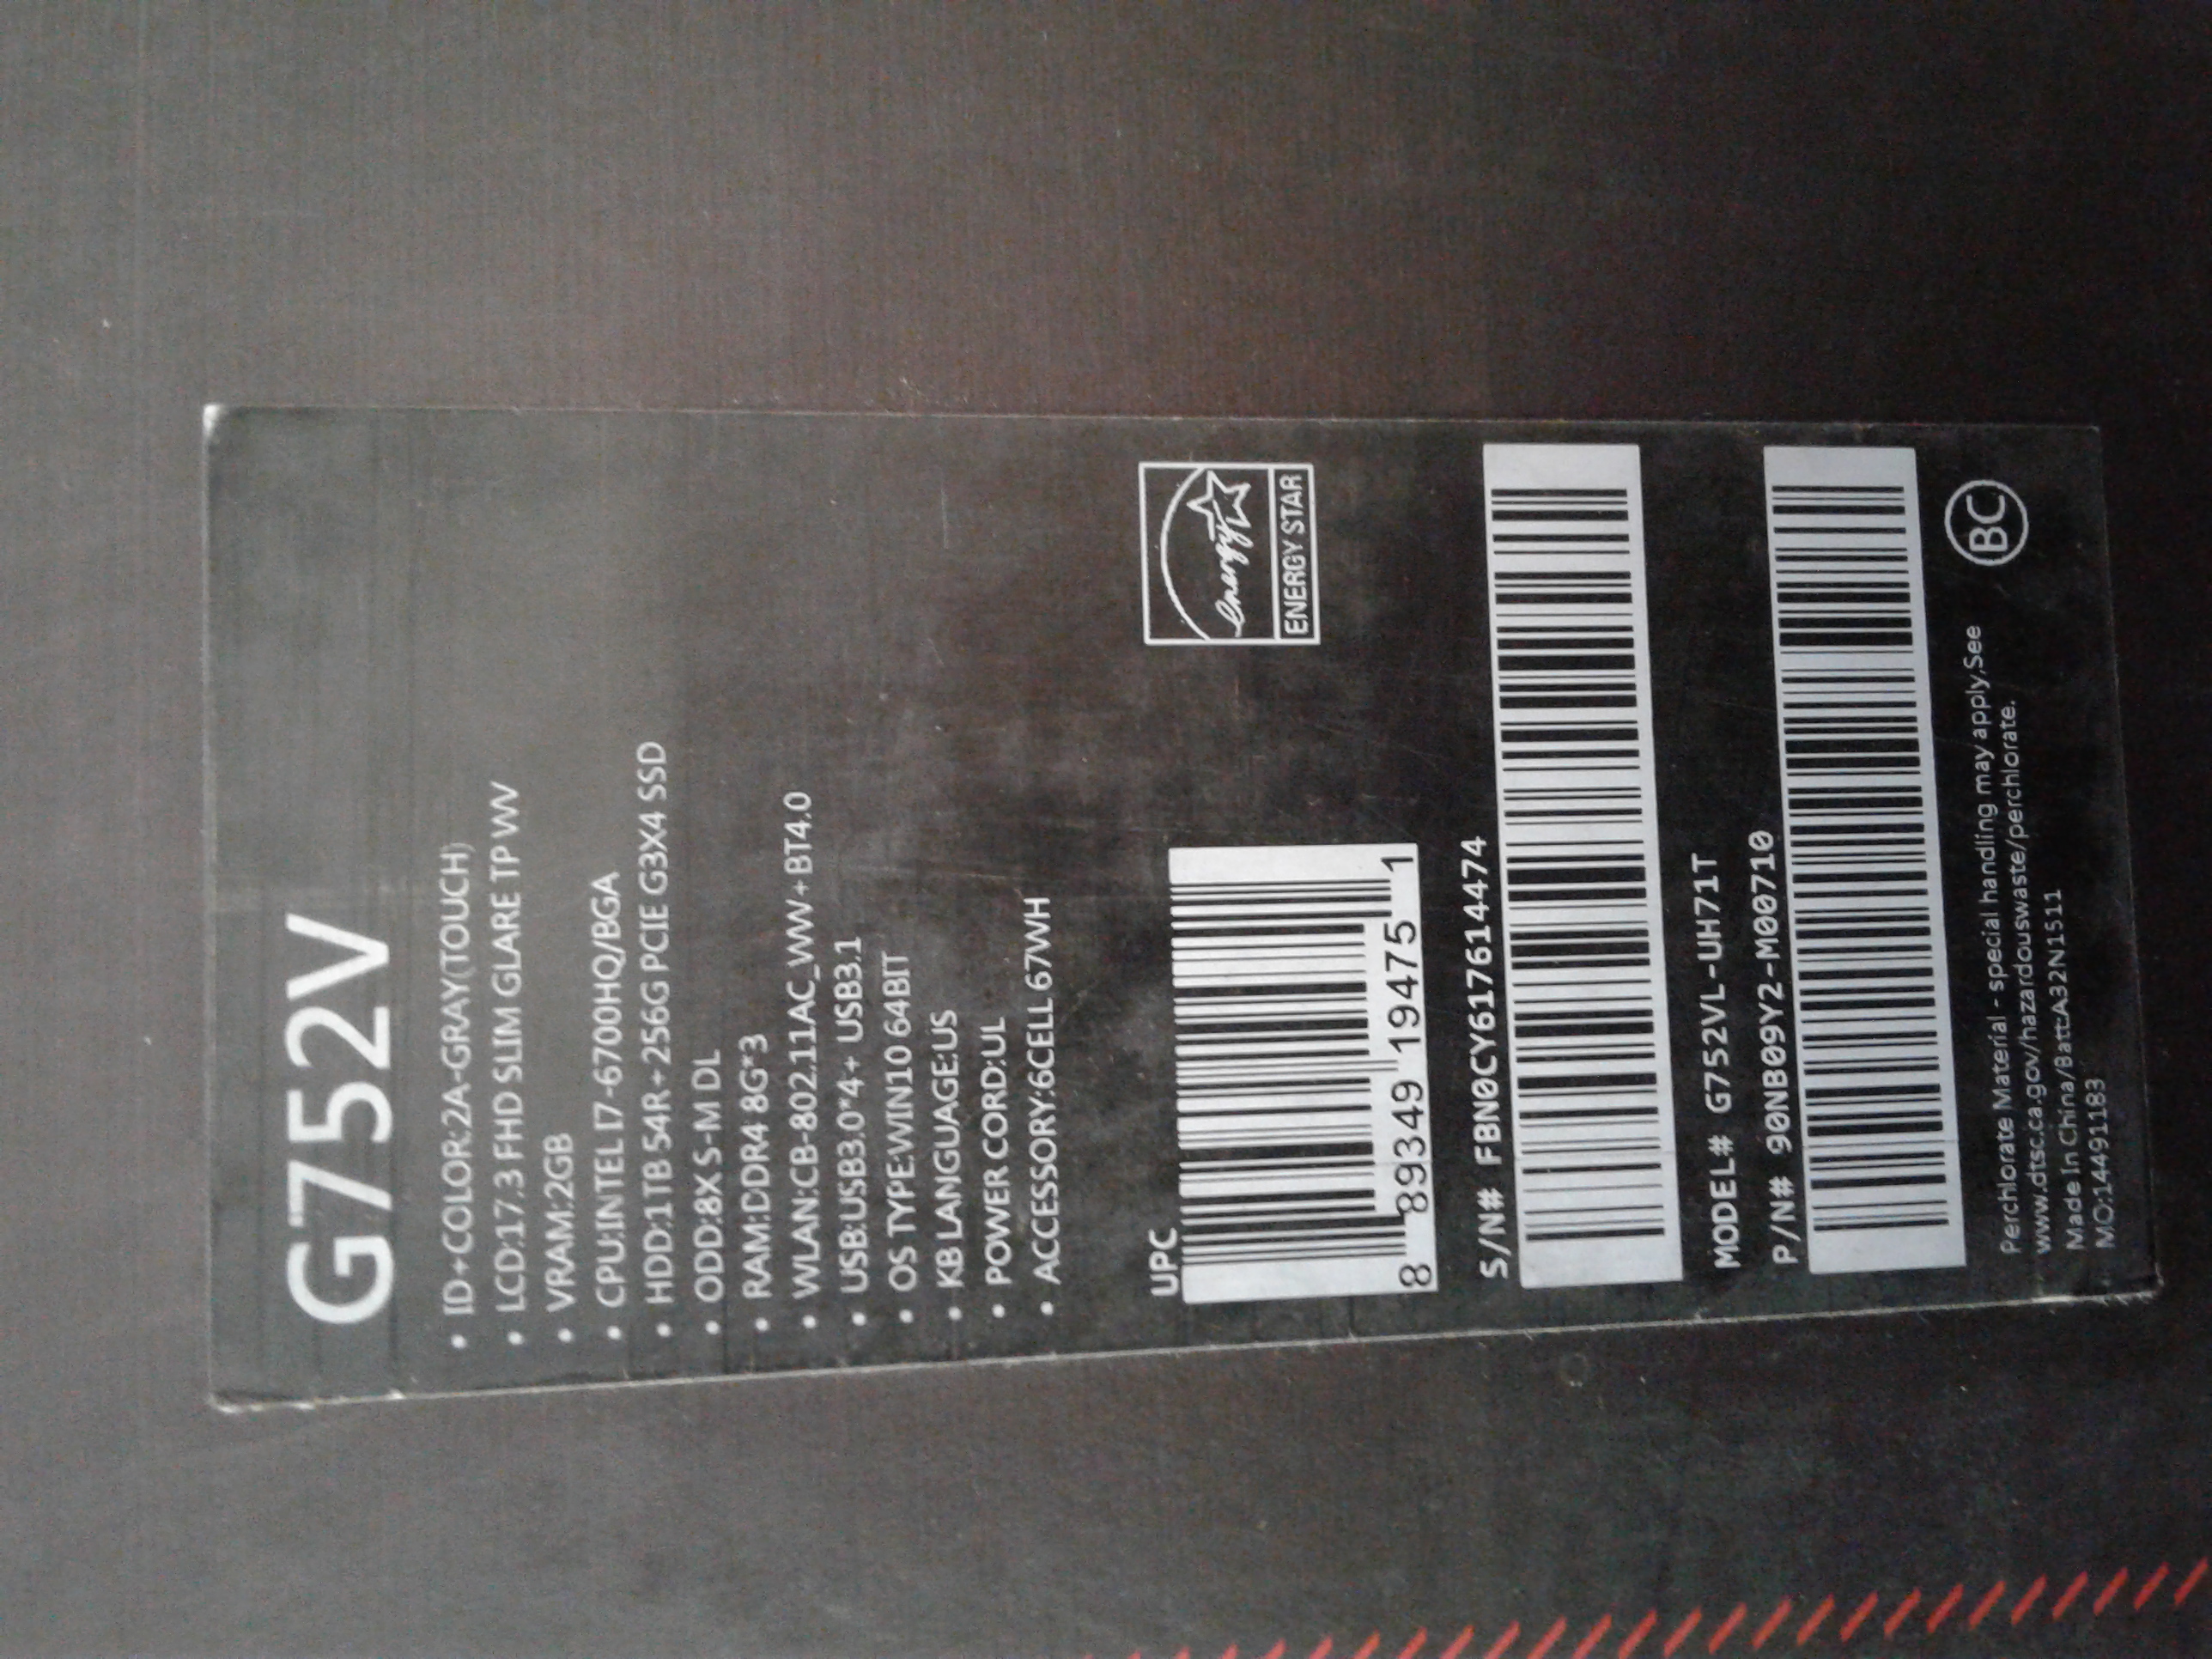 G752V
• ID+COLOR:2A-GRAY(TOUCH)
• LCD:17.3 FHD SLIM GLARE TP WV
• VRAM:2GB
• CPU:INTEL I7-6700HQ/BGA
• HDD:1TB 54R+256G PCIE G3X4 SSD
• ODD:8X S-M DL
• RAM:DDR4 8G*3
• WLAN:CB-802.11AC_WW+BT4.0
• USB:USB3.0*4+ USB3.1
• OS TYPE:WIN10 64BIT
• KB LANGUAGE:US
• POWER CORD:UL
• ACCESSORY:6CELL 67WH
UPC
8 89349 19475 1
energy
ENERGY STAR
S/N# FBN0CY617614474
MODEL# G752VL-UH71T
P/N# 90NB09Y2-M00710
Perchlorate Material - special handling may apply,See
www.dtsc.ca.gov/hazardouswaste/perchlorate.
Made In China/Batt:A32N1511
MO:14491183
BC